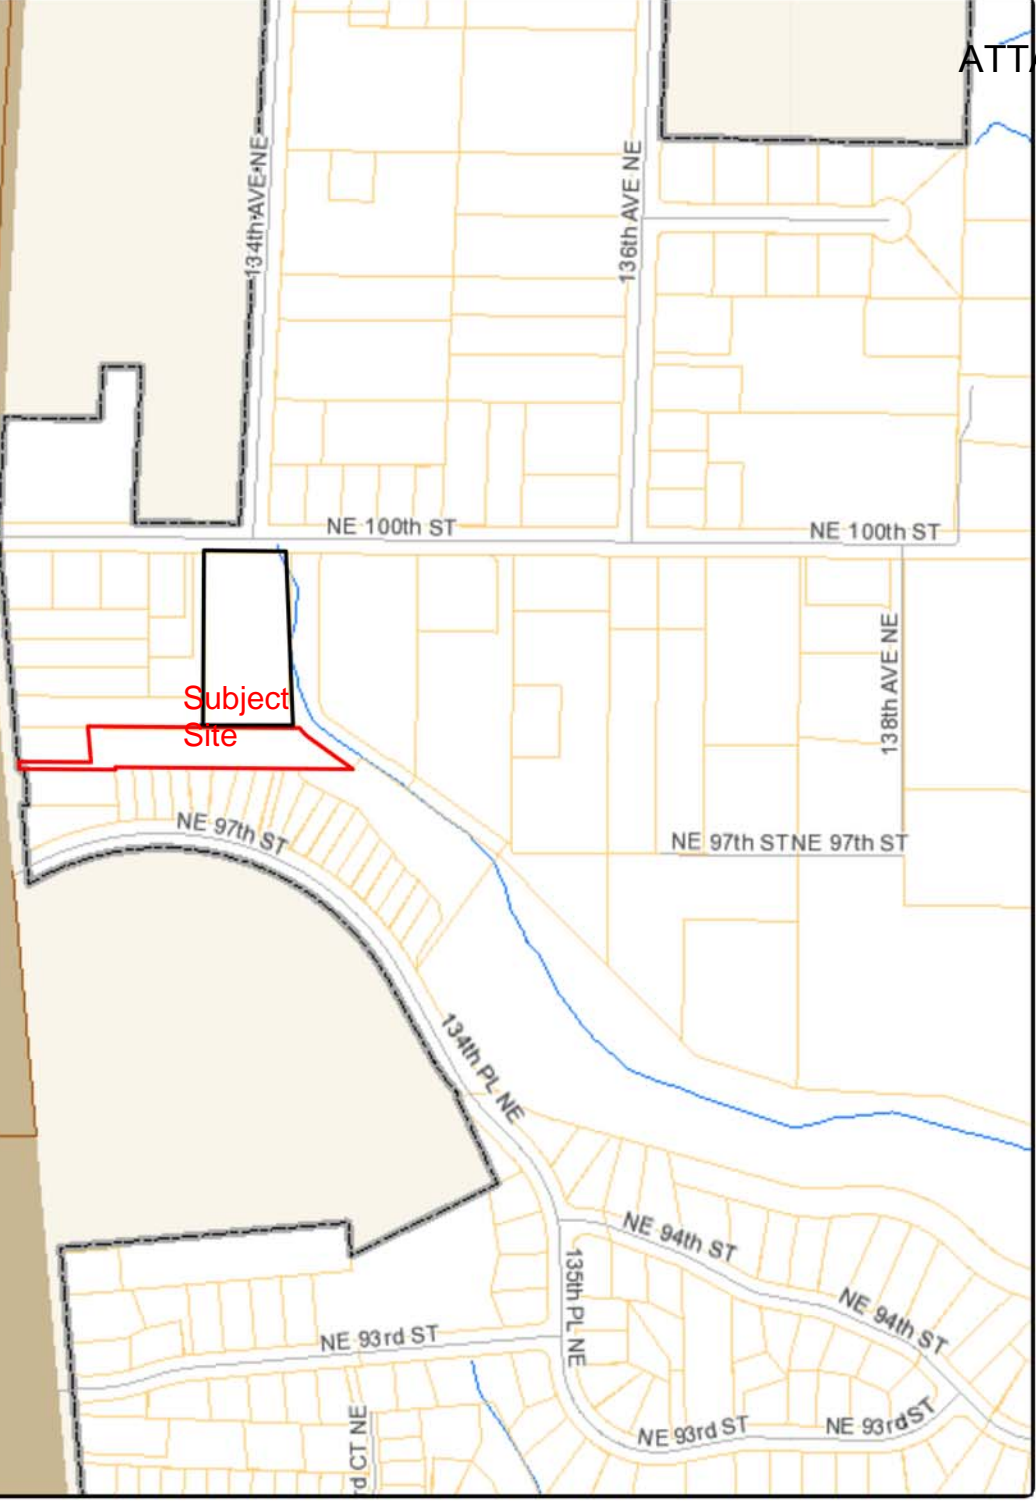 ATTA
134th AVE NE
136th AVE NE
NE 100th ST
NE 100th ST
138th AVE NE
Subject
Site
NE 97th ST
NE 97th ST NE 97th ST
134th PL NE
NE 94th ST
135th PL NE
NE 94th ST
NE 93rd ST
rd CT NE
NE 93rd ST
NE 93rd ST